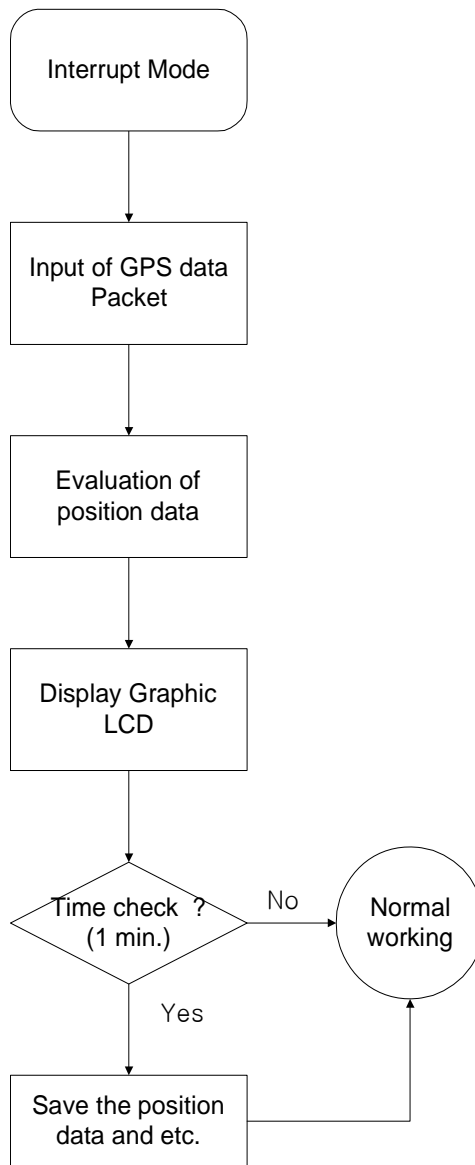 Interrupt Mode
Input of GPS data
Packet
Evaluation of
position data
Display Graphic
LCD
Time check ?
(1 min.)
No
Normal
working
Yes
Save the position
data and etc.